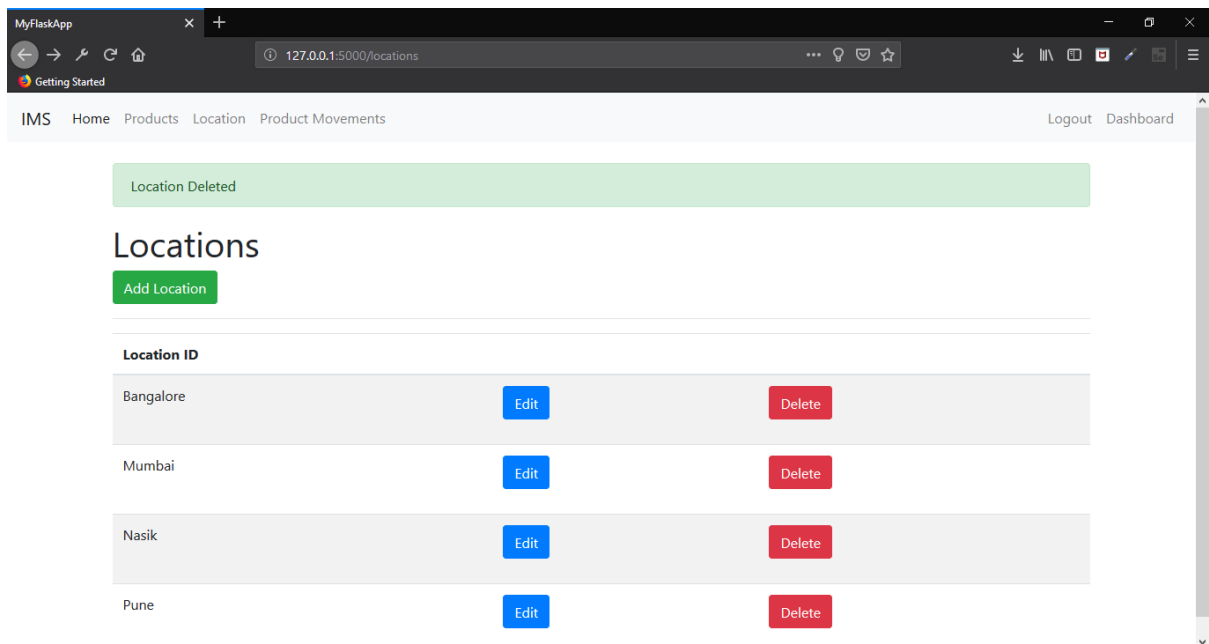 MyFlaskApp
127.0.0.1:5000/locations
Getting Started
IMS Home Products Location Product Movements Logout Dashboard
Location Deleted
Locations
Add Location
Location ID
Bangalore Edit Delete
Mumbai Edit Delete
Nasik Edit Delete
Pune Edit Delete